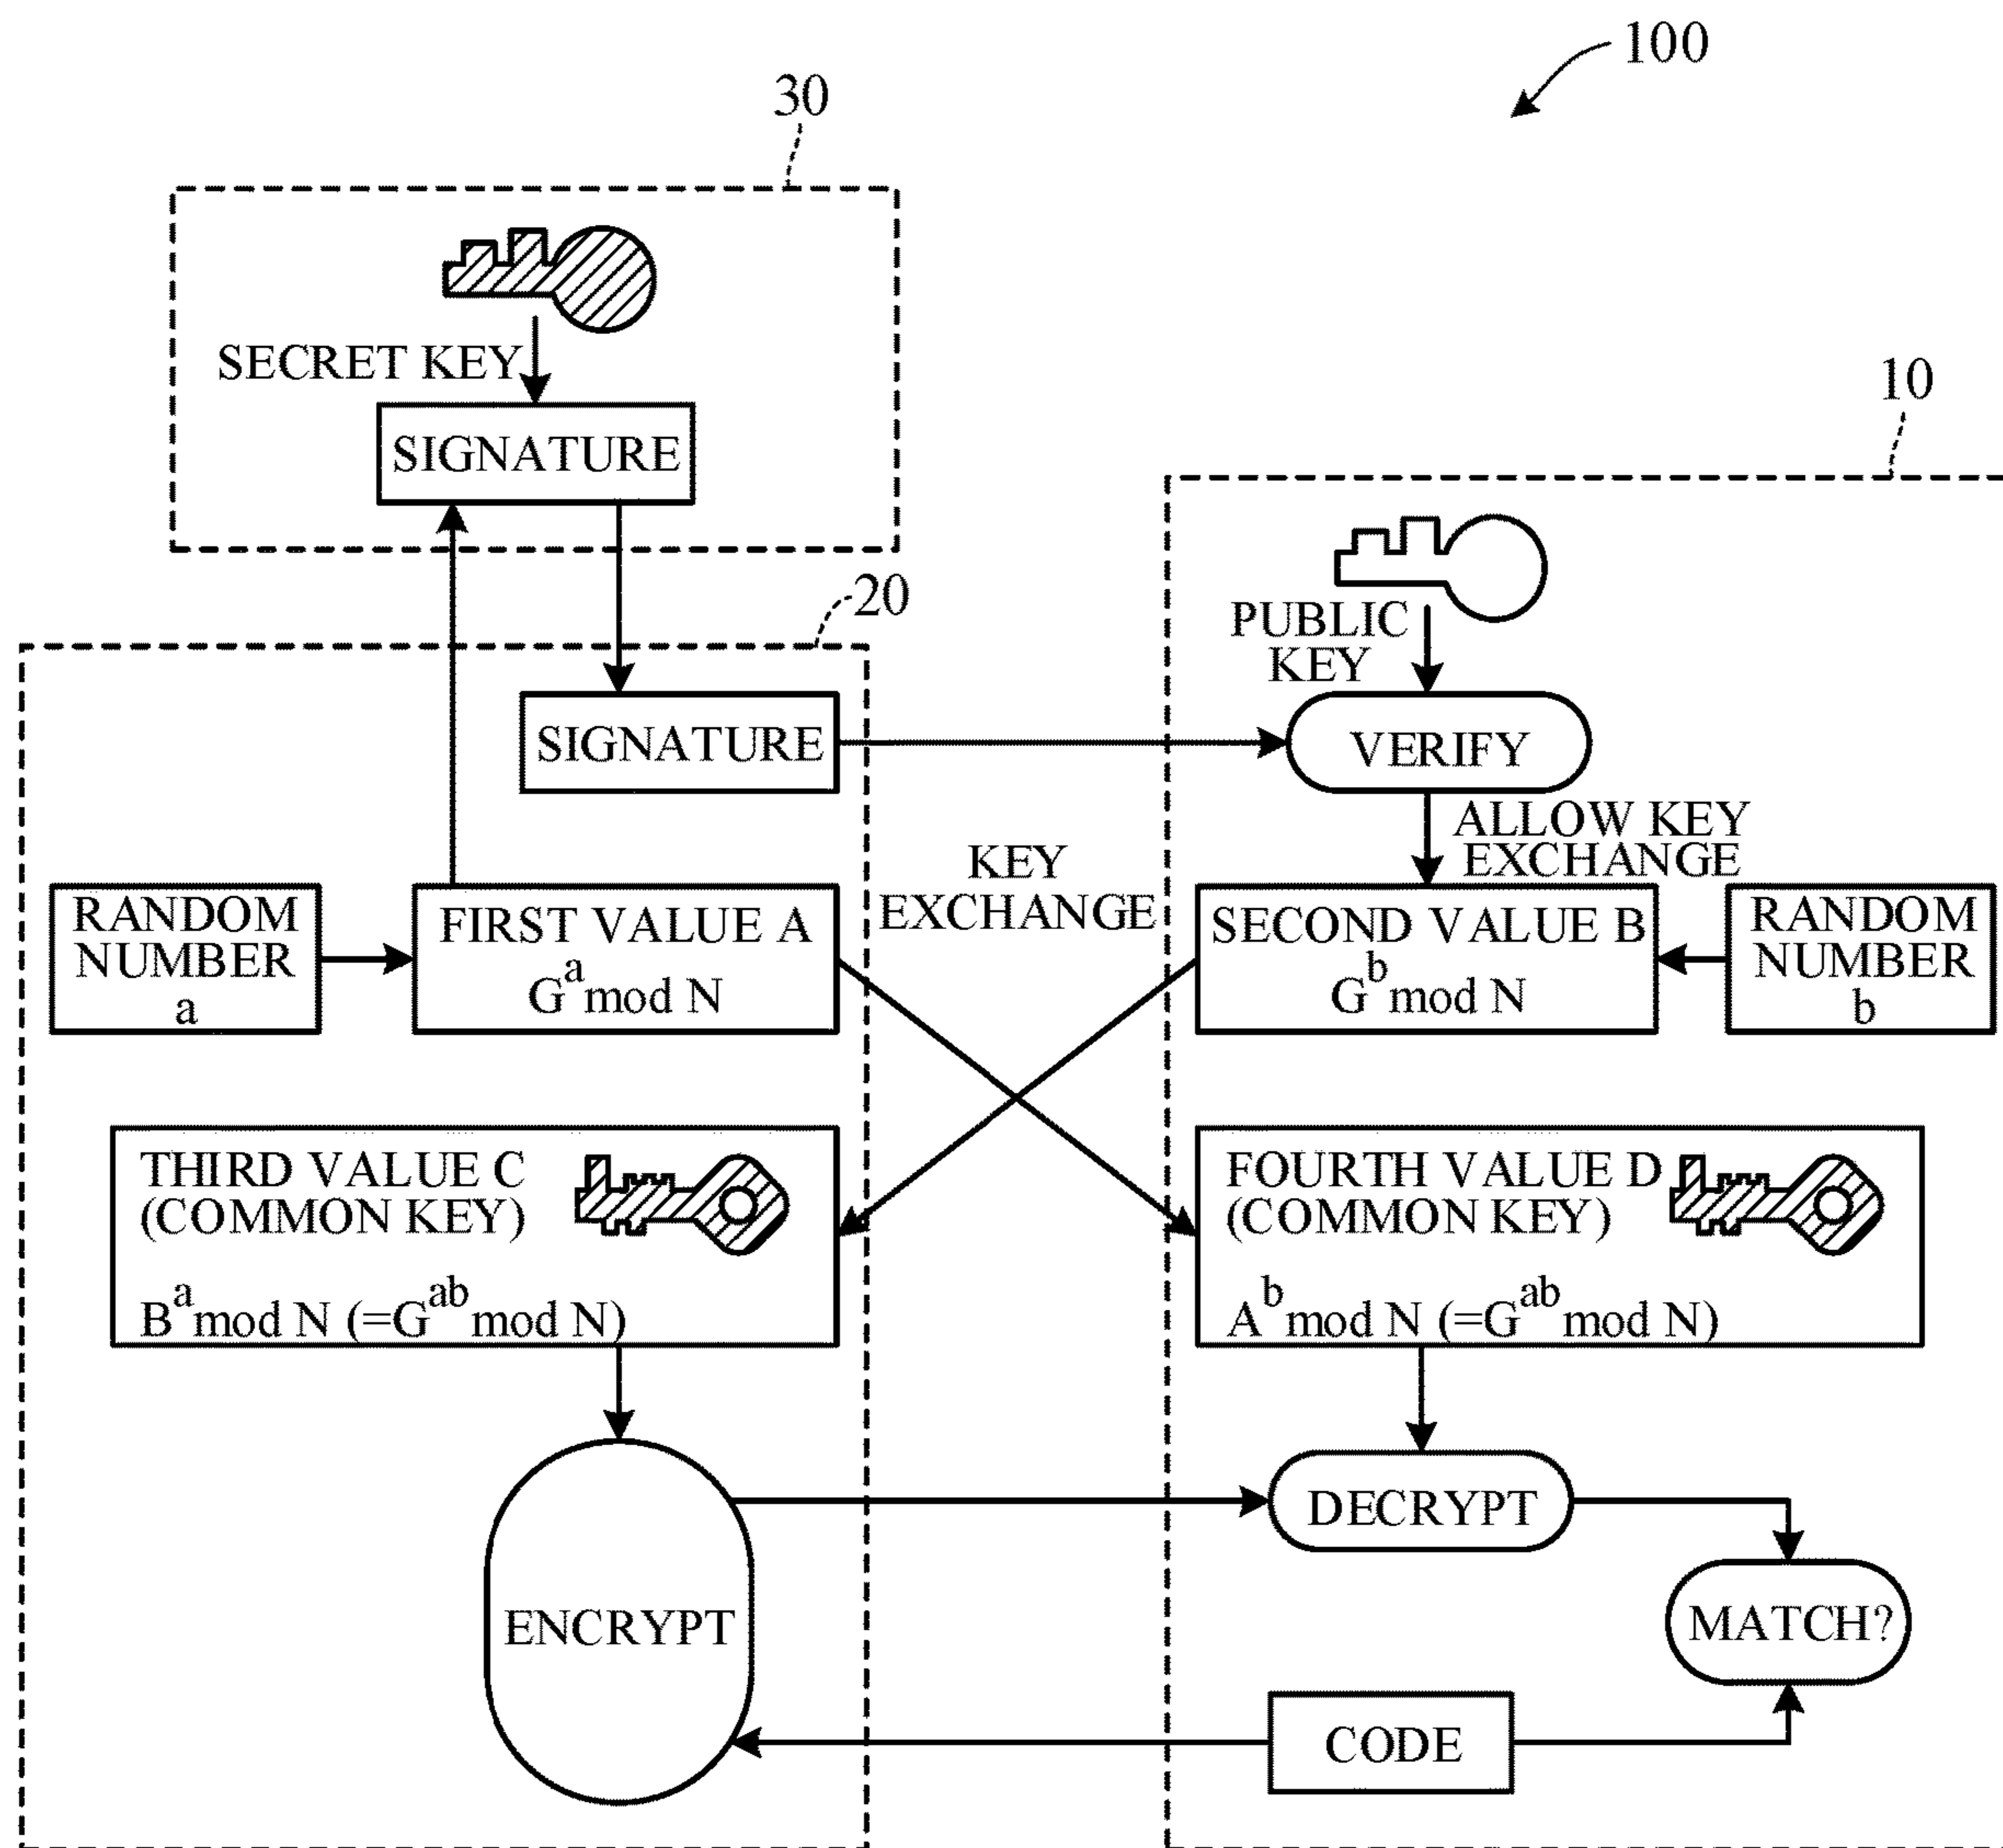 100
30
SECRET KEY
SIGNATURE
10
20
PUBLIC
KEY
SIGNATURE
VERIFY
ALLOW KEY
EXCHANGE
KEY
EXCHANGE
RANDOM
NUMBER
a
FIRST VALUE A
G^a mod N
SECOND VALUE B
G^b mod N
RANDOM
NUMBER
b
THIRD VALUE C
(COMMON KEY)
B^a mod N (=G^ab mod N)
FOURTH VALUE D
(COMMON KEY)
A^b mod N (=G^ab mod N)
DECRYPT
ENCRYPT
MATCH?
CODE